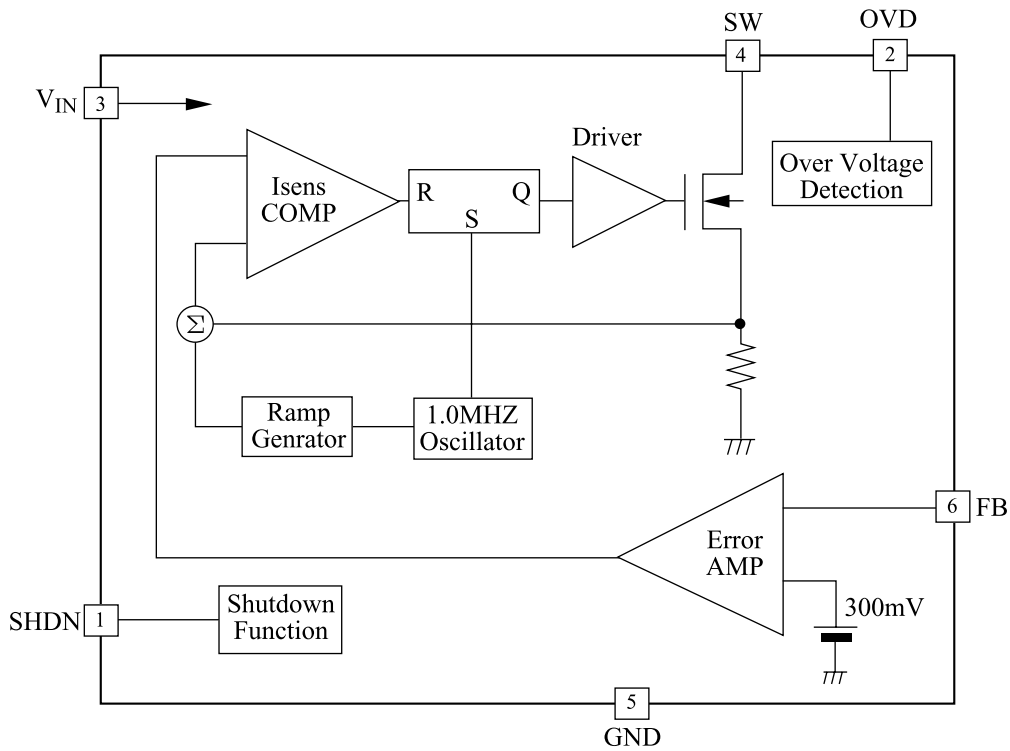 SW
OVD
4
2
VIN
3
Driver
Over Voltage
Detection
Isens
COMP
R
Q
S
Σ
Ramp
Genrator
1.0MHZ
Oscillator
6
FB
Error
AMP
300mV
SHDN
1
Shutdown
Function
5
GND